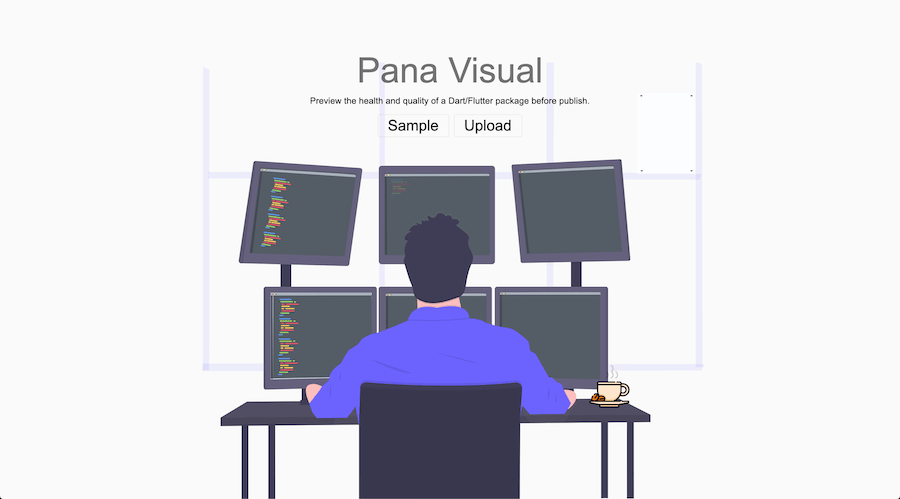 Pana Visual
Preview the health and quality of a Dart/Flutter package before publish.
Sample
Upload